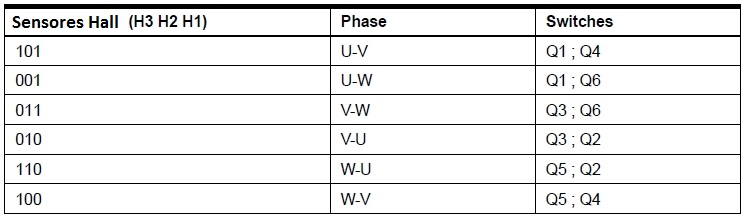 Sensores Hall (H3 H2 H1) Phase Switches
101 U-V Q1 ; Q4
001 U-W Q1 ; Q6
011 V-W Q3 ; Q6
010 V-U Q3 ; Q2
110 W-U Q5 ; Q2
100 W-V Q5 ; Q4